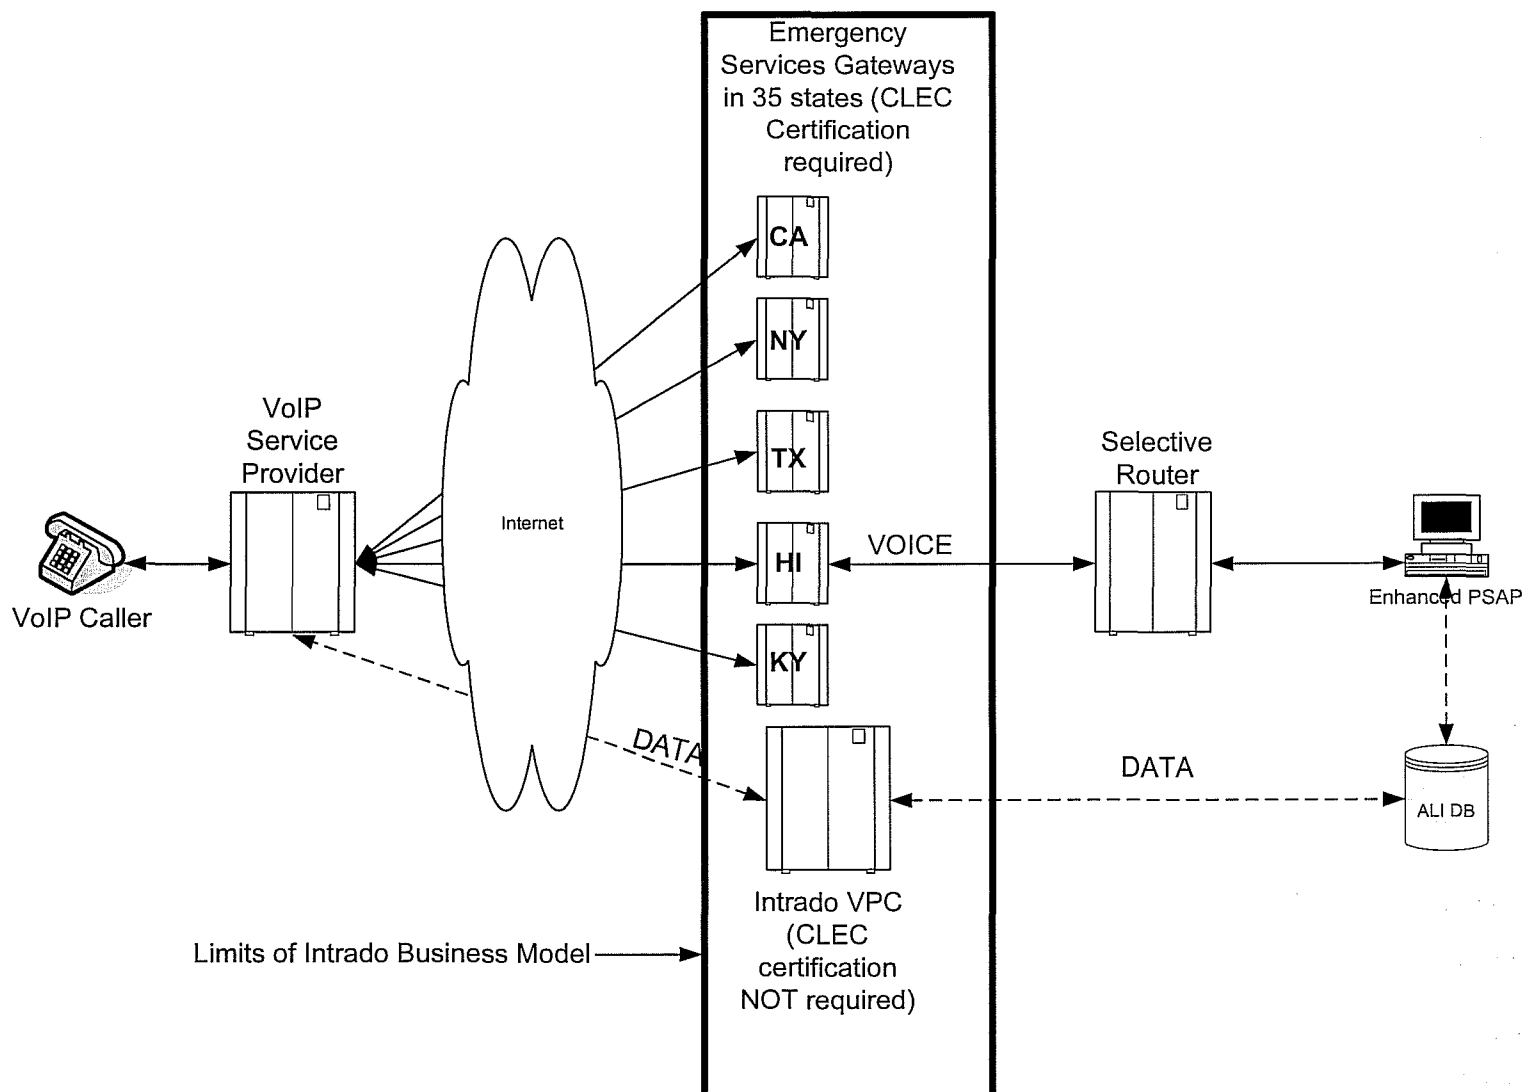 Emergency
Services Gateways
in 35 states (CLEC
Certification
required)
CA
NY
TX
HI
KY
VoIP
Service
Provider
VoIP Caller
Internet
VOICE
Selective
Router
Enhanced PSAP
DATA
DATA
ALI DB
Intrado VPC
(CLEC
certification
NOT required)
Limits of Intrado Business Model